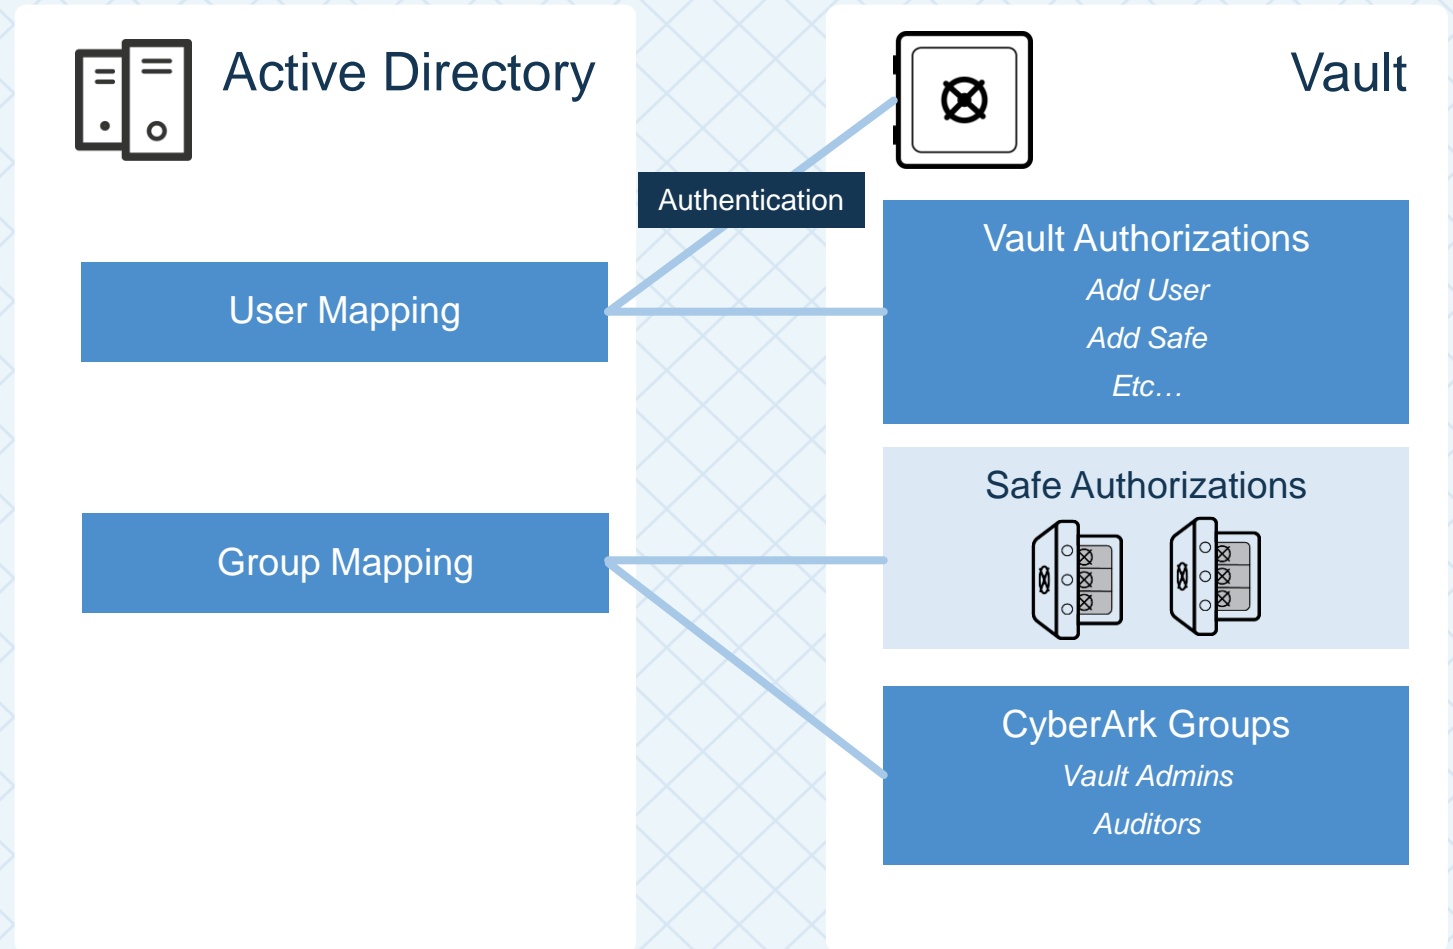 Active Directory
User Mapping
Group Mapping
Authentication
Vault
Vault Authorizations
Add User
Add Safe
Etc…
Safe Authorizations
CyberArk Groups
Vault Admins
Auditors